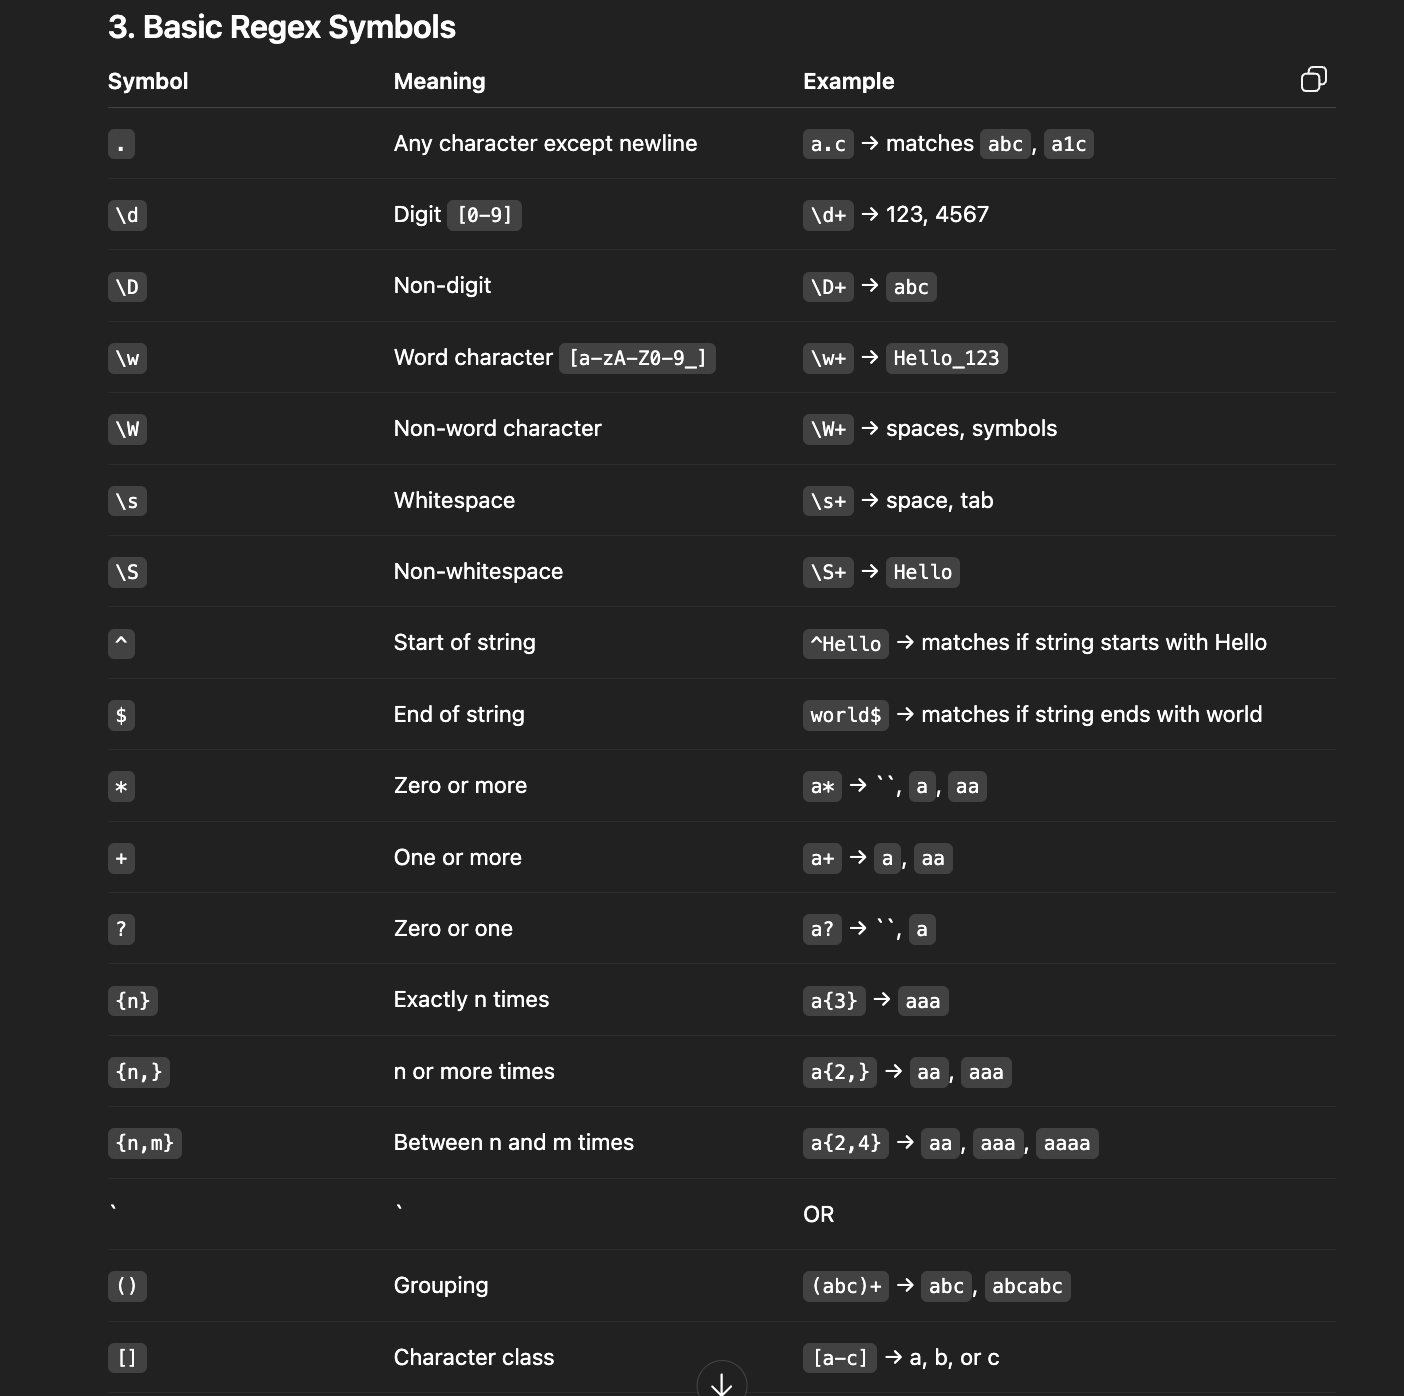 3. Basic Regex Symbols
Symbol Meaning Example
. Any character except newline a.c → matches abc, a1c
\d Digit [0-9] \d+ → 123, 4567
\D Non-digit \D+ → abc
\w Word character [a-zA-Z0-9_] \w+ → Hello_123
\W Non-word character \W+ → spaces, symbols
\s Whitespace \s+ → space, tab
\S Non-whitespace \S+ → Hello
^ Start of string ^Hello → matches if string starts with Hello
$ End of string world$ → matches if string ends with world
* Zero or more a* → ``, a, aa
+ One or more a+ → a, aa
? Zero or one a? → ``, a
{n} Exactly n times a{3} → aaa
{n,} n or more times a{2,} → aa, aaa
{n,m} Between n and m times a{2,4} → aa, aaa, aaaa
` ` OR
() Grouping (abc)+ → abc, abcabc
[] Character class [a-c] → a, b, or c